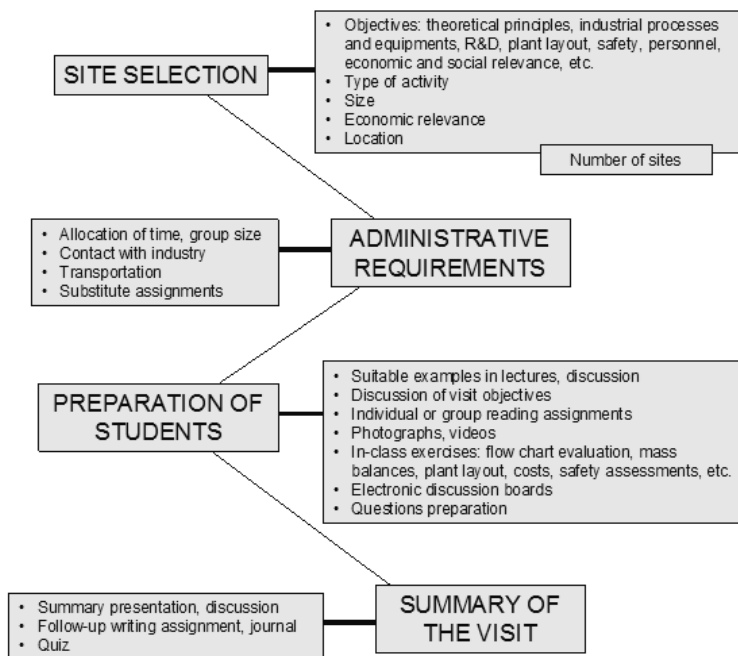 SITE SELECTION
• Objectives: theoretical principles, industrial processes
and equipments, R&D, plant layout, safety, personnel,
economic and social relevance, etc.
• Type of activity
• Size
• Economic relevance
• Location
Number of sites
• Allocation of time, group size
• Contact with industry
• Transportation
• Substitute assignments
ADMINISTRATIVE
REQUIREMENTS
PREPARATION OF
STUDENTS
• Suitable examples in lectures, discussion
• Discussion of visit objectives
• Individual or group reading assignments
• Photographs, videos
• In-class exercises: flow chart evaluation, mass
balances, plant layout, costs, safety assessments, etc.
• Electronic discussion boards
• Questions preparation
• Summary presentation, discussion
• Follow-up writing assignment, journal
• Quiz
SUMMARY OF
THE VISIT